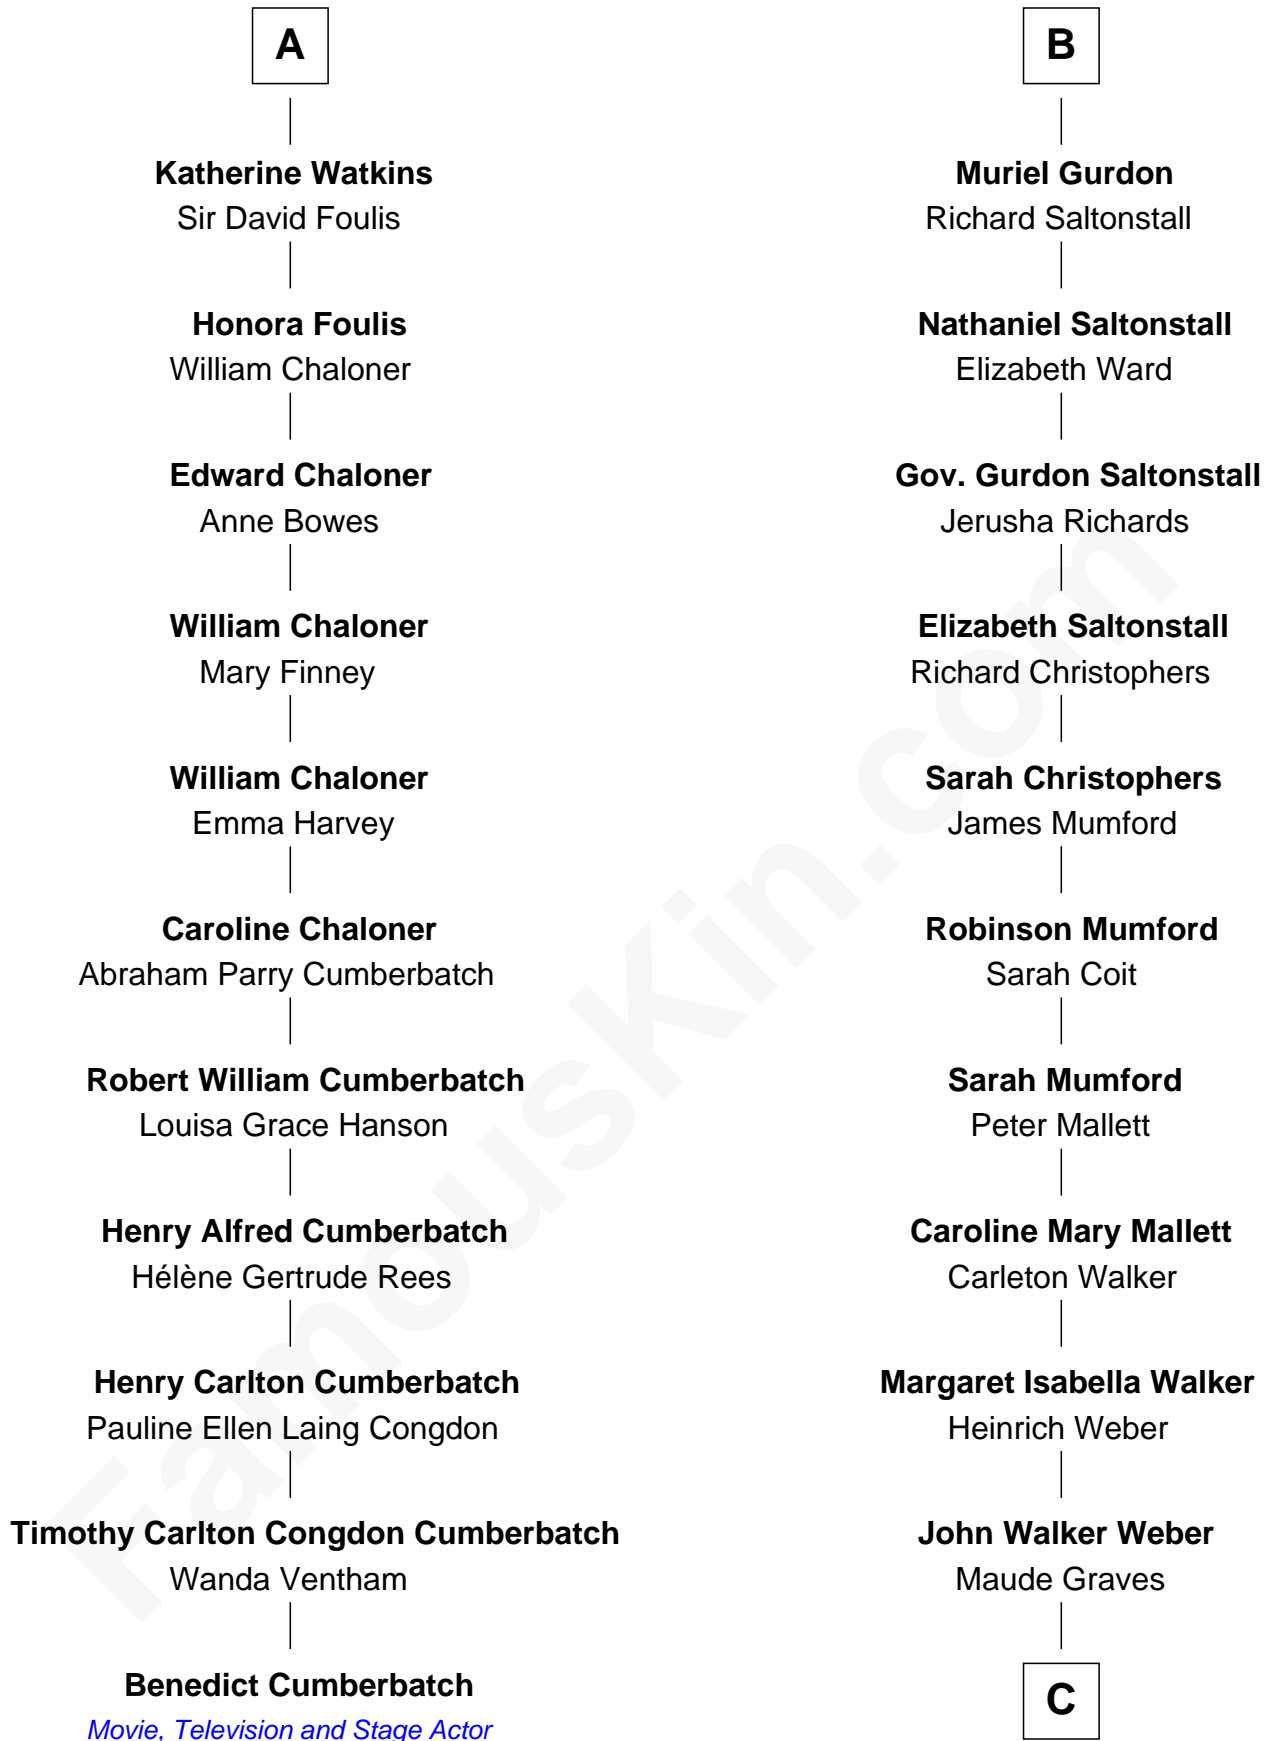 A
Katherine Watkins
Sir David Foulis
Honora Foulis
William Chaloner
Edward Chaloner
Anne Bowes
William Chaloner
Mary Finney
William Chaloner
Emma Harvey
Caroline Chaloner
Abraham Parry Cumberbatch
Robert William Cumberbatch
Louisa Grace Hanson
Henry Alfred Cumberbatch
Hélène Gertrude Rees
Henry Carlton Cumberbatch
Pauline Ellen Laing Congdon
Timothy Carlton Congdon Cumberbatch
Wanda Ventham
Benedict Cumberbatch
Movie, Television and Stage Actor
B
Muriel Gurdon
Richard Saltonstall
Nathaniel Saltonstall
Elizabeth Ward
Gov. Gurdon Saltonstall
Jerusha Richards
Elizabeth Saltonstall
Richard Christophers
Sarah Christophers
James Mumford
Robinson Mumford
Sarah Coit
Sarah Mumford
Peter Mallett
Caroline Mary Mallett
Carleton Walker
Margaret Isabella Walker
Heinrich Weber
John Walker Weber
Maude Graves
C
FamousKin.com